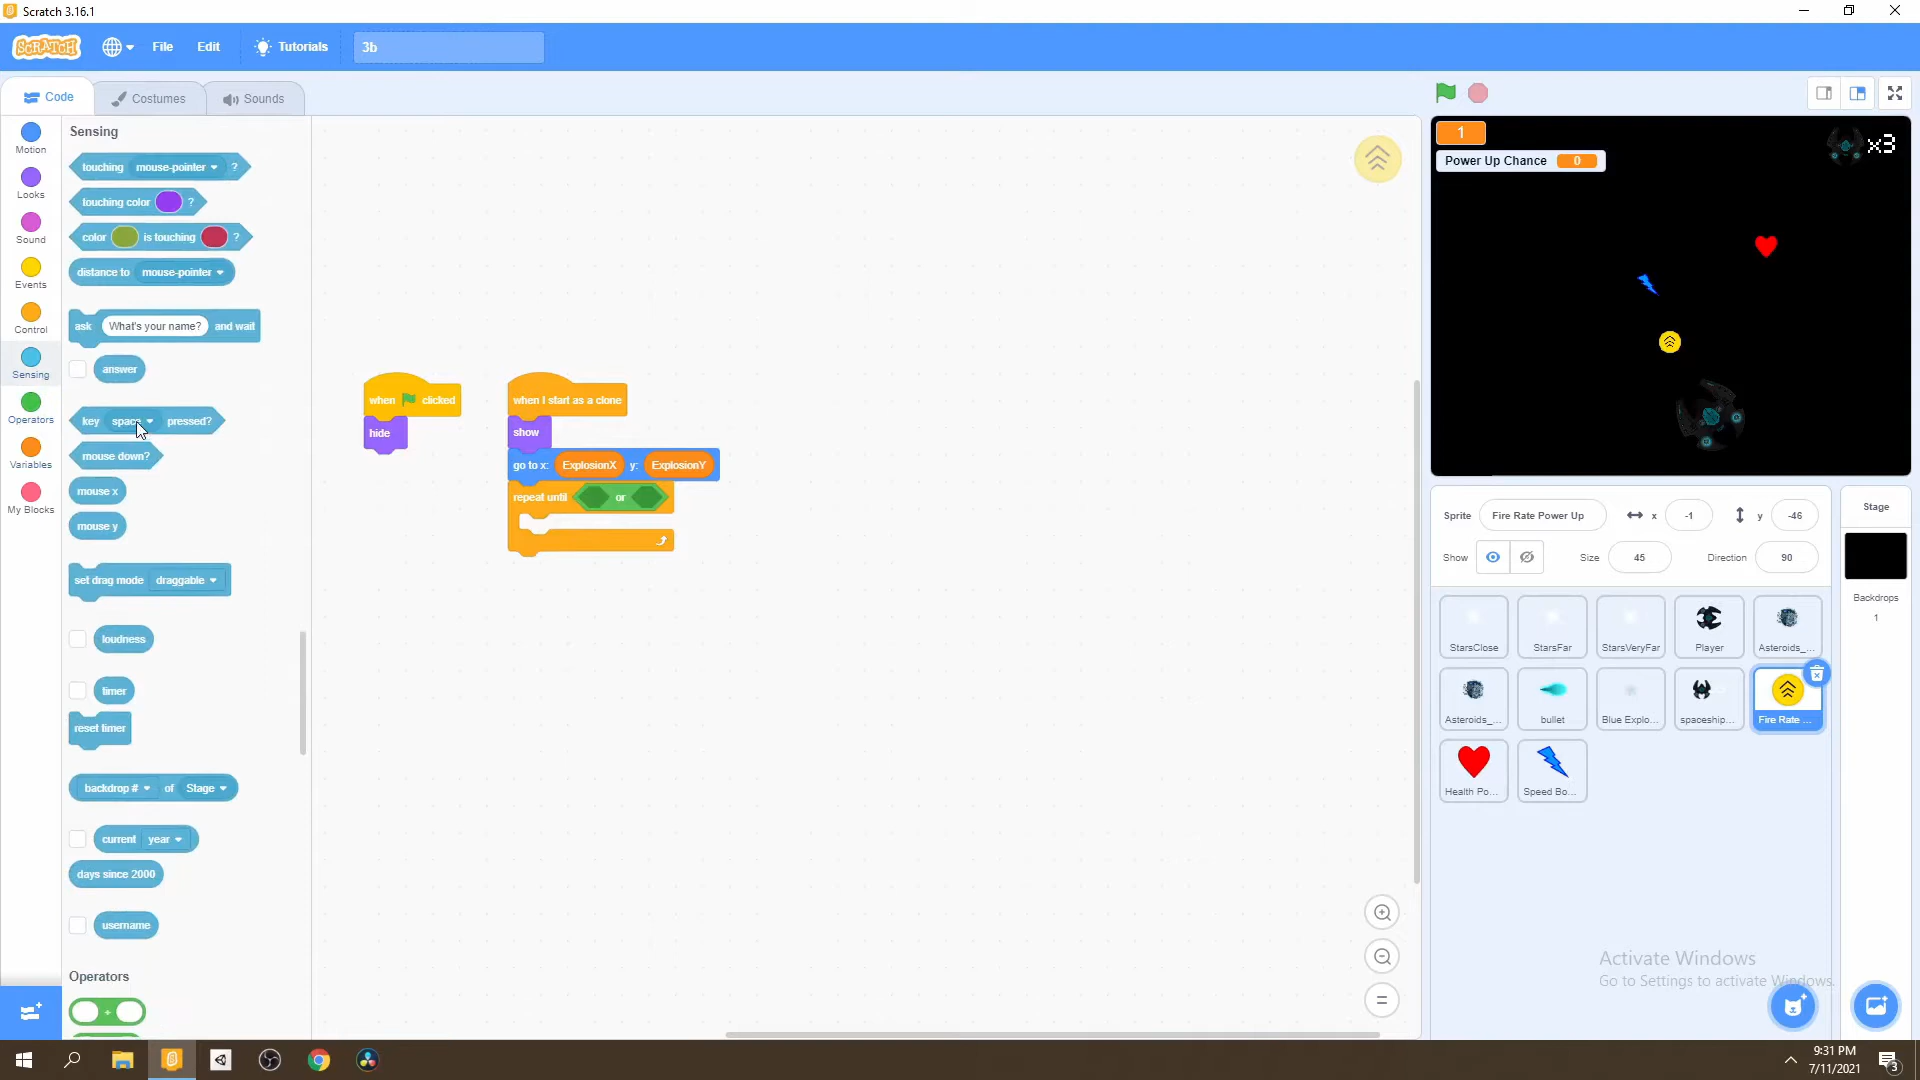 Scratch 3.16.1
SCRATCH
File
Edit
Tutorials
3b
Code
Costumes
Sounds
Motion
Looks
Sound
Events
Control
Sensing
Operators
Variables
My Blocks
Sensing
touching mouse-pointer ?
touching color ?
color is touching ?
distance to mouse-pointer
ask What's your name? and wait
answer
key space pressed?
mouse down?
mouse x
mouse y
set drag mode draggable
loudness
timer
reset timer
backdrop # of Stage
current year
days since 2000
username
Operators
+
when clicked
hide
when I start as a clone
show
go to x: ExplosionX y: ExplosionY
repeat until or
1
Power Up Chance 0
x3
Sprite Fire Rate Power Up x -1 y -46
Show Size 45 Direction 90
StarsClose
StarsFar
StarsVeryFar
Player
Asteroids_...
Asteroids_...
bullet
Blue Explo...
spaceship...
Fire Rate ...
Health Po...
Speed Bo...
Stage
Backdrops
1
Activate Windows
Go to Settings to activate Windows.
9:31 PM
7/11/2021
3